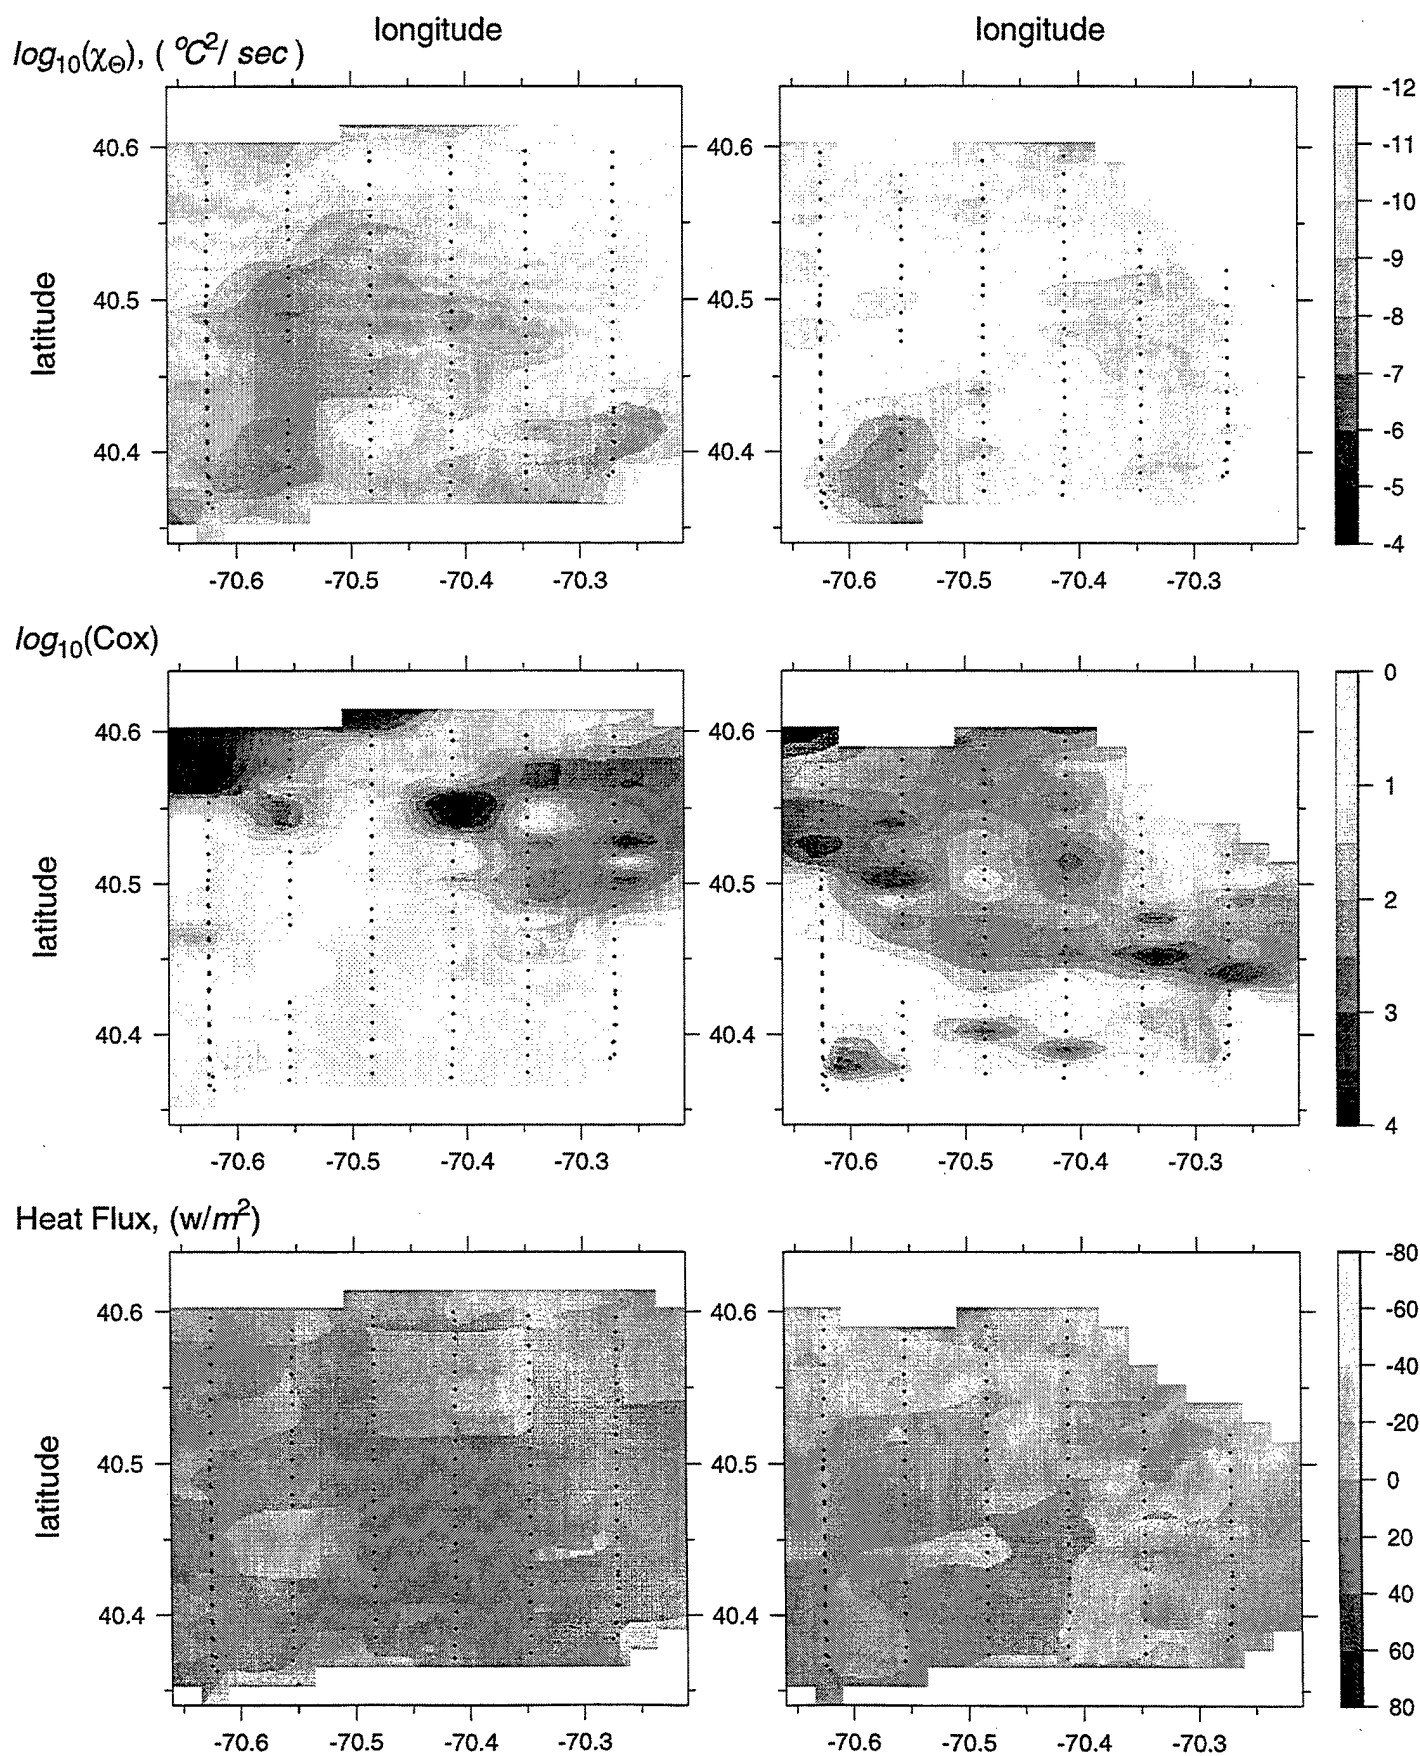 longitude longitude
log10(χΘ), ( °C2/ sec )
40.6 40.6 -12
-11
-10
-9
latitude 40.5 40.5 -8
-7
-6
40.4 40.4 -5
-4
-70.6 -70.5 -70.4 -70.3 -70.6 -70.5 -70.4 -70.3
log10(Cox)
0
40.6 40.6
1
latitude 40.5 40.5 2
3
40.4 40.4
4
-70.6 -70.5 -70.4 -70.3 -70.6 -70.5 -70.4 -70.3
Heat Flux, (w/m2)
-80
40.6 40.6 -60
-40
-20
latitude 40.5 40.5 0
20
40
40.4 40.4 60
80
-70.6 -70.5 -70.4 -70.3 -70.6 -70.5 -70.4 -70.3